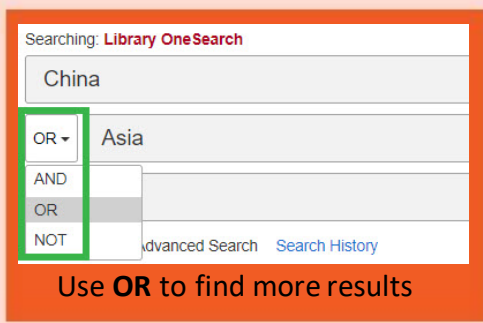 Searching: Library OneSearch
China
OR Asia
AND
OR
NOT
Advanced Search Search History
Use OR to find more results